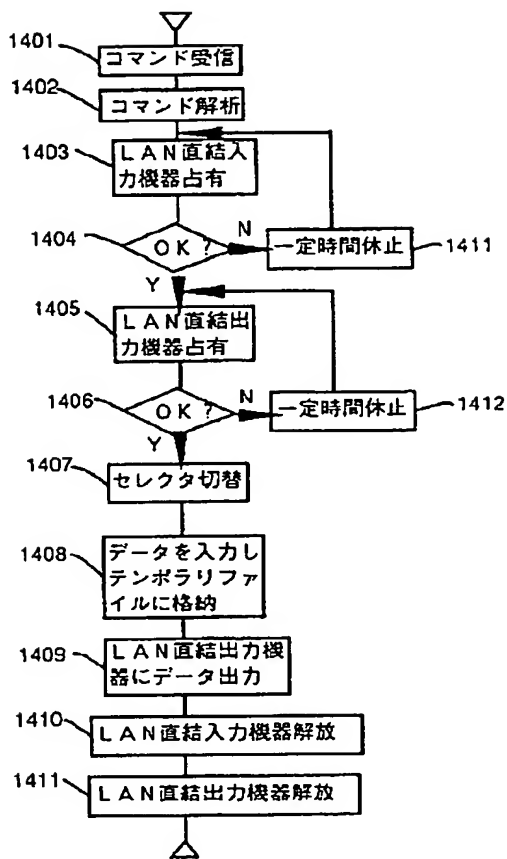 1401
コマンド受信
1402
コマンド解析
1403
LAN直結入
力機器占有
1404
OK?
N
一定時間休止
1411
Y
1405
LAN直結出
力機器占有
1406
OK?
N
一定時間休止
1412
Y
1407
セレクタ切替
1408
データを入力し
テンポラリファ
イルに格納
1409
LAN直結出力機
器にデータ出力
1410
LAN直結入力機器解放
1411
LAN直結出力機器解放